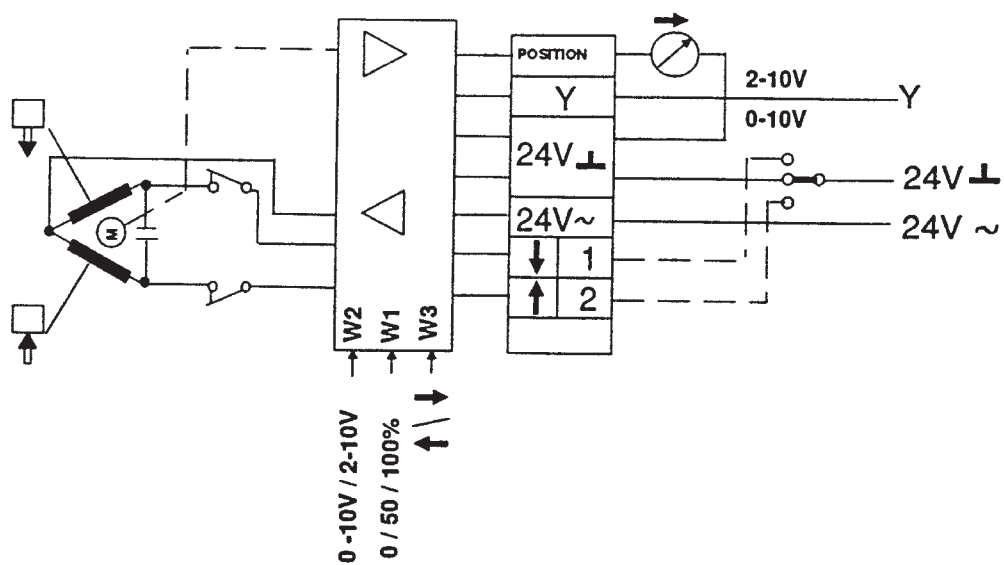 POSITION
Y
2-10V
0-10V
Y
24V ⊥
24V ⊥
24V ~
24V ~
1
2
M
W2
W1
W3
0 -10V / 2-10V
0 / 50 / 100%